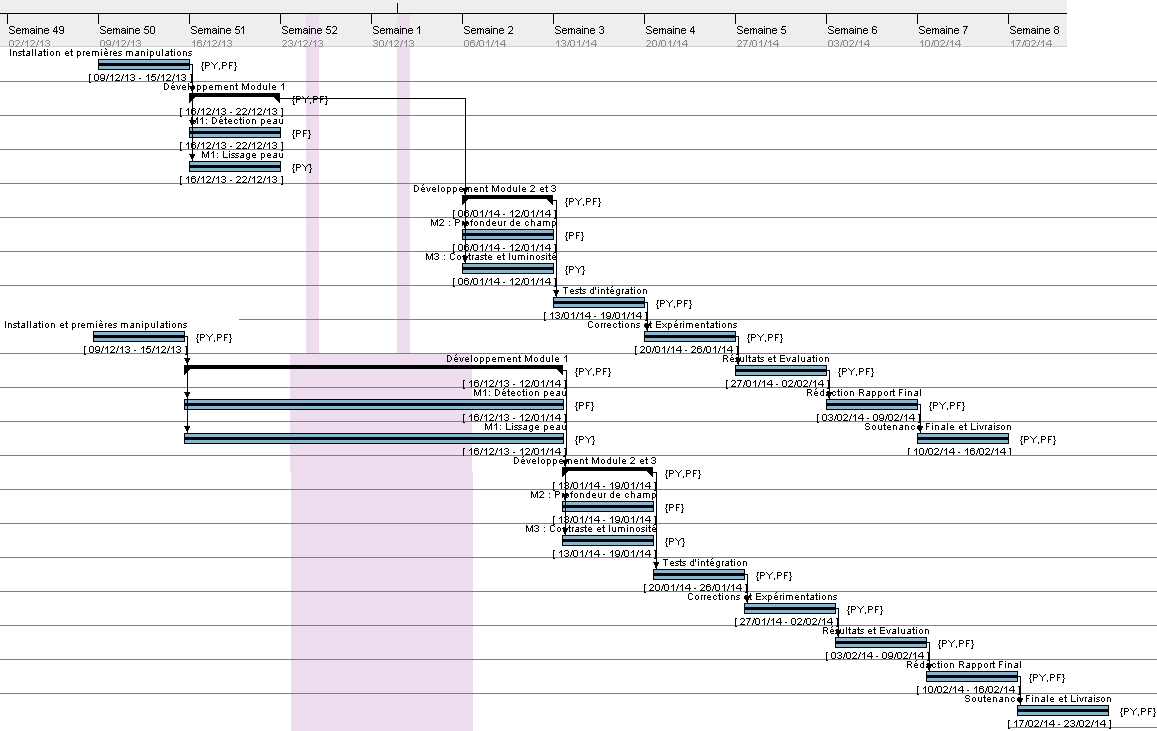 Semaine 49 Semaine 50 Semaine 51 Semaine 52 Semaine 1 Semaine 2 Semaine 3 Semaine 4 Semaine 5 Semaine 6 Semaine 7 Semaine 8
02/12/13 09/12/13 16/12/13 23/12/13 30/12/13 06/01/14 13/01/14 20/01/14 27/01/14 03/02/14 10/02/14 17/02/14
Installation et premières manipulations
{PY,PF}
[ 09/12/13 - 15/12/13 ]
Développement Module 1
{PY,PF}
[ 16/12/13 - 22/12/13 ]
M1: Détection peau
{PF}
[ 16/12/13 - 22/12/13 ]
M1: Lissage peau
{PY}
[ 16/12/13 - 22/12/13 ]
Développement Module 2 et 3
{PY,PF}
[ 06/01/14 - 12/01/14 ]
M2 : Profondeur de champ
{PF}
[ 06/01/14 - 12/01/14 ]
M3 : Contraste et luminosité
{PY}
[ 06/01/14 - 12/01/14 ]
Tests d'intégration
{PY,PF}
[ 13/01/14 - 19/01/14 ]
Corrections et Expérimentations
{PY,PF}
[ 20/01/14 - 26/01/14 ]
Résultats et Evaluation
{PY,PF}
[ 27/01/14 - 02/02/14 ]
Rédaction Rapport Final
{PY,PF}
[ 03/02/14 - 09/02/14 ]
Soutenance Finale et Livraison
{PY,PF}
[ 10/02/14 - 16/02/14 ]
Installation et premières manipulations
{PY,PF}
[ 09/12/13 - 15/12/13 ]
Développement Module 1
{PY,PF}
[ 16/12/13 - 12/01/14 ]
M1: Détection peau
{PF}
[ 16/12/13 - 12/01/14 ]
M1: Lissage peau
{PY}
[ 16/12/13 - 12/01/14 ]
Développement Module 2 et 3
{PY,PF}
[ 13/01/14 - 19/01/14 ]
M2 : Profondeur de champ
{PF}
[ 13/01/14 - 19/01/14 ]
M3 : Contraste et luminosité
{PY}
[ 13/01/14 - 19/01/14 ]
Tests d'intégration
{PY,PF}
[ 20/01/14 - 26/01/14 ]
Corrections et Expérimentations
{PY,PF}
[ 27/01/14 - 02/02/14 ]
Résultats et Evaluation
{PY,PF}
[ 03/02/14 - 09/02/14 ]
Rédaction Rapport Final
{PY,PF}
[ 10/02/14 - 16/02/14 ]
Soutenance Finale et Livraison
{PY,PF}
[ 17/02/14 - 23/02/14 ]